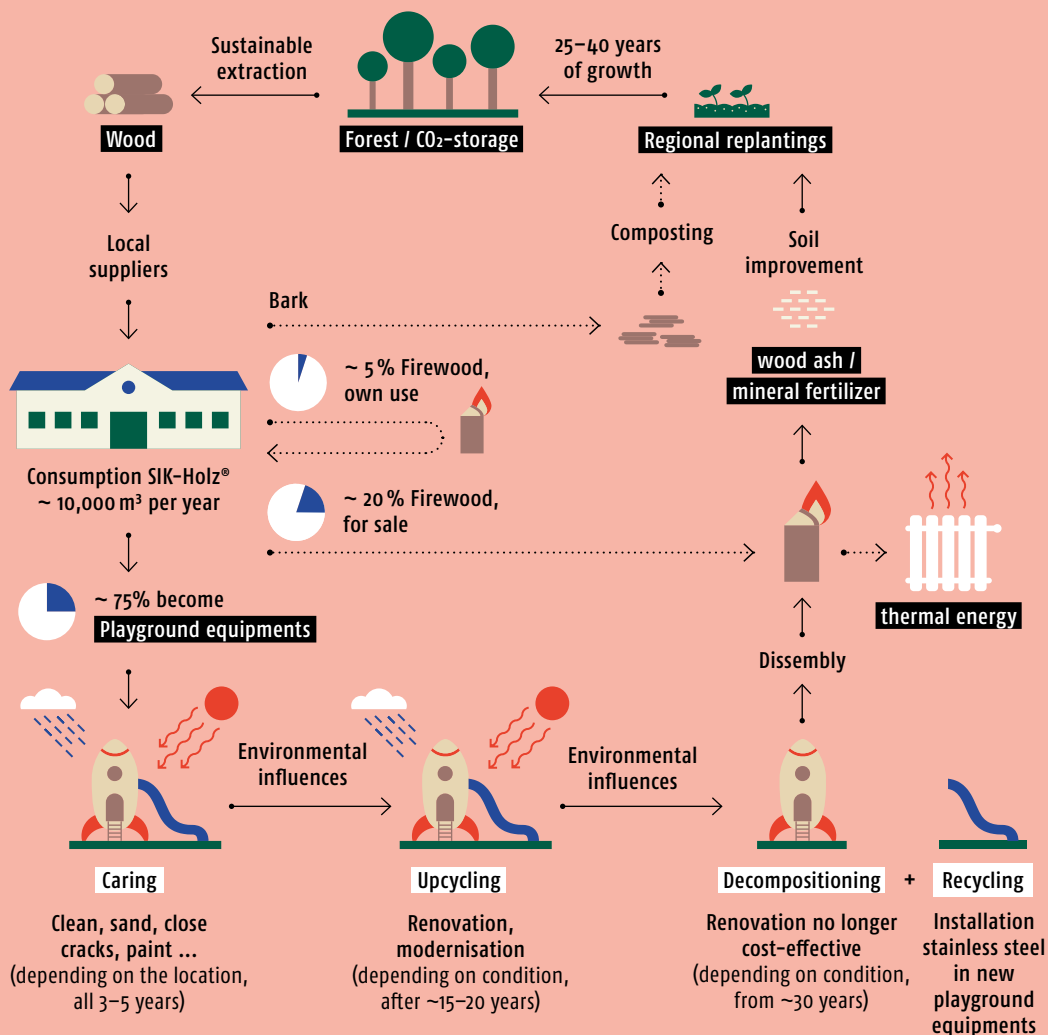 Sustainable
extraction
25–40 years
of growth
Wood
Forest / CO₂-storage
Regional replantings
Local
suppliers
Composting
Soil
improvement
Bark
~ 5 % Firewood,
own use
wood ash /
mineral fertilizer
Consumption SIK-Holz®
~ 10,000 m³ per year
~ 20 % Firewood,
for sale
~ 75% become
Playground equipments
thermal energy
Dissembly
Environmental
influences
Environmental
influences
Caring
Clean, sand, close
cracks, paint ...
(depending on the location,
all 3–5 years)
Upcycling
Renovation,
modernisation
(depending on condition,
after ~15–20 years)
Decompositioning + Recycling
Renovation no longer
cost-effective
(depending on condition,
from ~30 years)
Installation
stainless steel
in new
playground
equipments